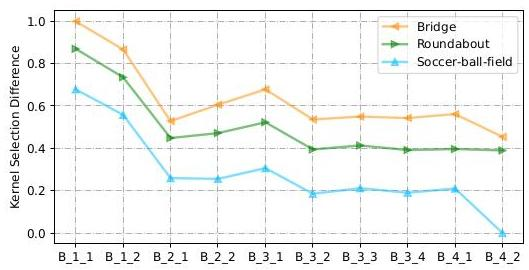 Kernel Selection Difference
1.0
0.8
0.6
0.4
0.2
0.0
Bridge
Roundabout
Soccer-ball-field
B_1_1 B_1_2 B_2_1 B_2_2 B_3_1 B_3_2 B_3_3 B_3_4 B_4_1 B_4_2